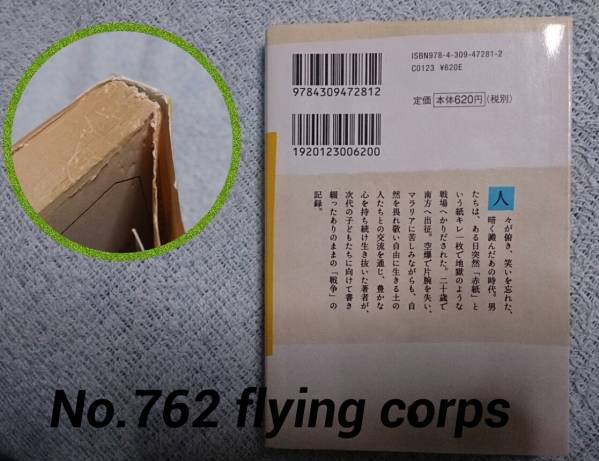 ISBN978-4-309-47281-2
C0123 ¥620E
9784309472812
定価 本体620円 (税別)
1920123006200
人々が俯き、笑いを忘れた、
暗く澱んだあの時代。男
たちは、ある日突然「赤紙」と
いう紙キレ一枚で地獄のような
戦場へかりだされた。二十歳で
南方へ出征。空爆で片腕を失い、
マラリアに苦しみながらも、自
然を畏れ敬い自由に生きる土の
人たちとの交流を通じ、豊かな
心を持ち続け生き抜いた著者が、
次代の子どもたちに向けて書き
綴ったありのままの「戦争」の
記録。
No.762 flying corps